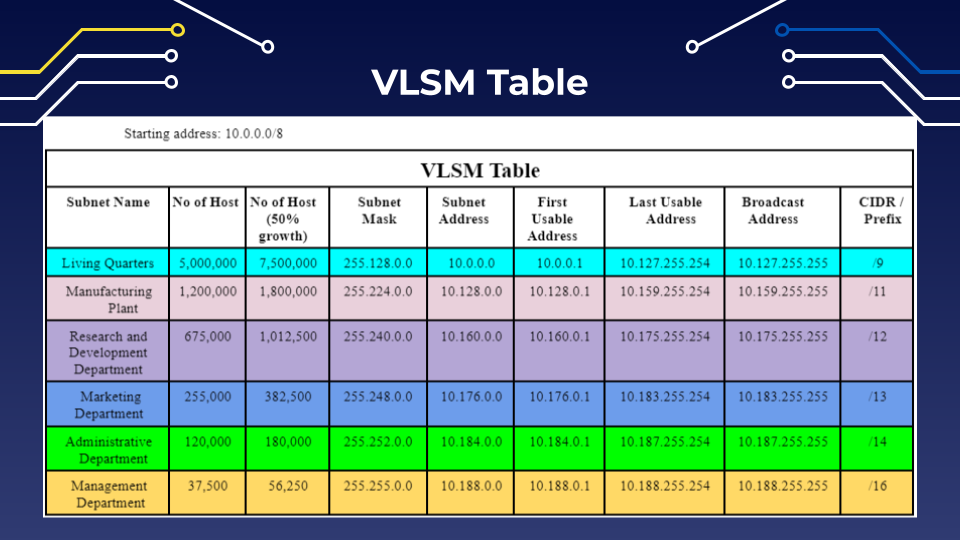 VLSM Table
Starting address: 10.0.0.0/8
VLSM Table
Subnet Name No of Host No of Host (50% growth) Subnet Mask Subnet Address First Usable Address Last Usable Address Broadcast Address CIDR / Prefix
Living Quarters 5,000,000 7,500,000 255.128.0.0 10.0.0.0 10.0.0.1 10.127.255.254 10.127.255.255 /9
Manufacturing Plant 1,200,000 1,800,000 255.224.0.0 10.128.0.0 10.128.0.1 10.159.255.254 10.159.255.255 /11
Research and Development Department 675,000 1,012,500 255.240.0.0 10.160.0.0 10.160.0.1 10.175.255.254 10.175.255.255 /12
Marketing Department 255,000 382,500 255.248.0.0 10.176.0.0 10.176.0.1 10.183.255.254 10.183.255.255 /13
Administrative Department 120,000 180,000 255.252.0.0 10.184.0.0 10.184.0.1 10.187.255.254 10.187.255.255 /14
Management Department 37,500 56,250 255.255.0.0 10.188.0.0 10.188.0.1 10.188.255.254 10.188.255.255 /16